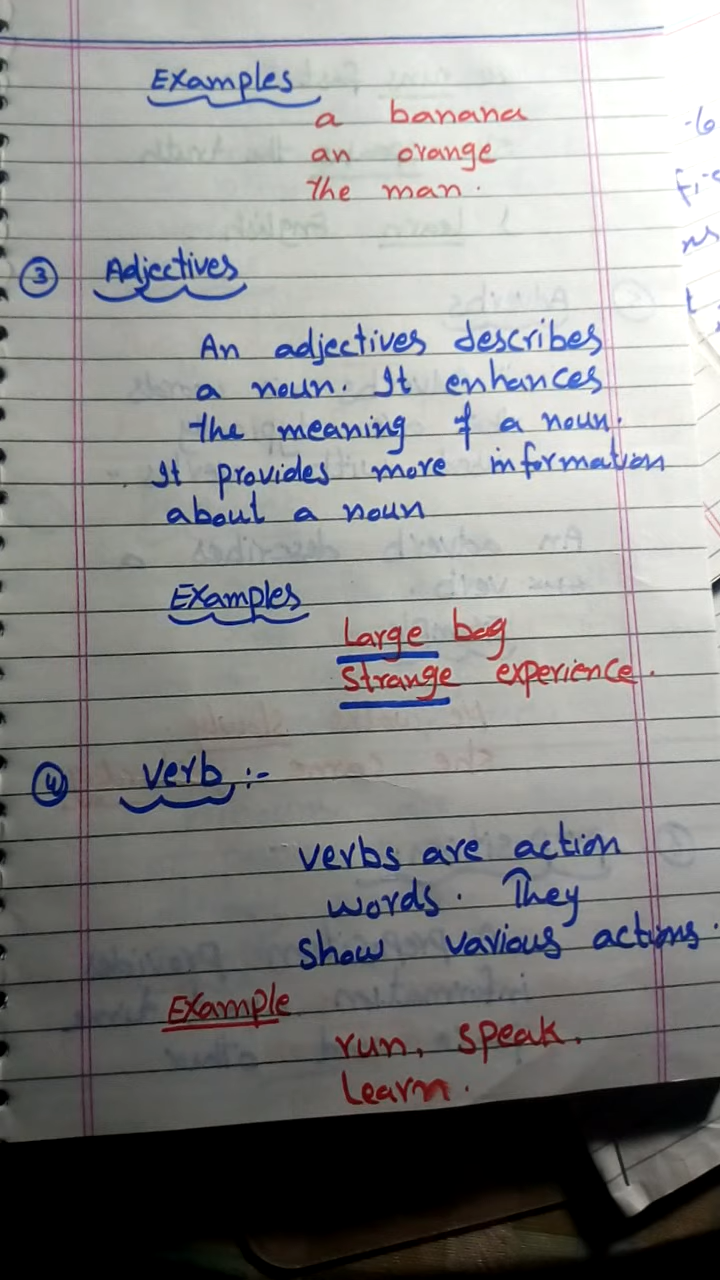 Examples
a banana
an orange
the man.
3 Adjectives
An adjectives describes
a noun. It enhances
the meaning of a noun.
It provides more information
about a noun
Examples
Large bag
Strange experience.
4 verb :-
verbs are action
words. They
show various actions.
Example
run, speak,
learn.